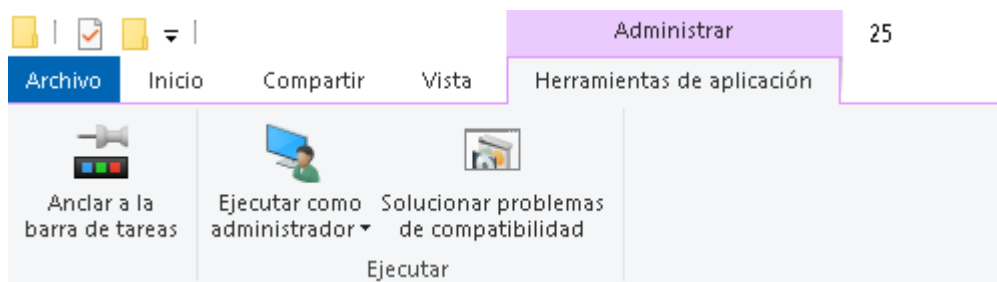 Administrar 25
Archivo Inicio Compartir Vista Herramientas de aplicación
Anclar a la
barra de tareas
Ejecutar como
administrador
Solucionar problemas
de compatibilidad
Ejecutar